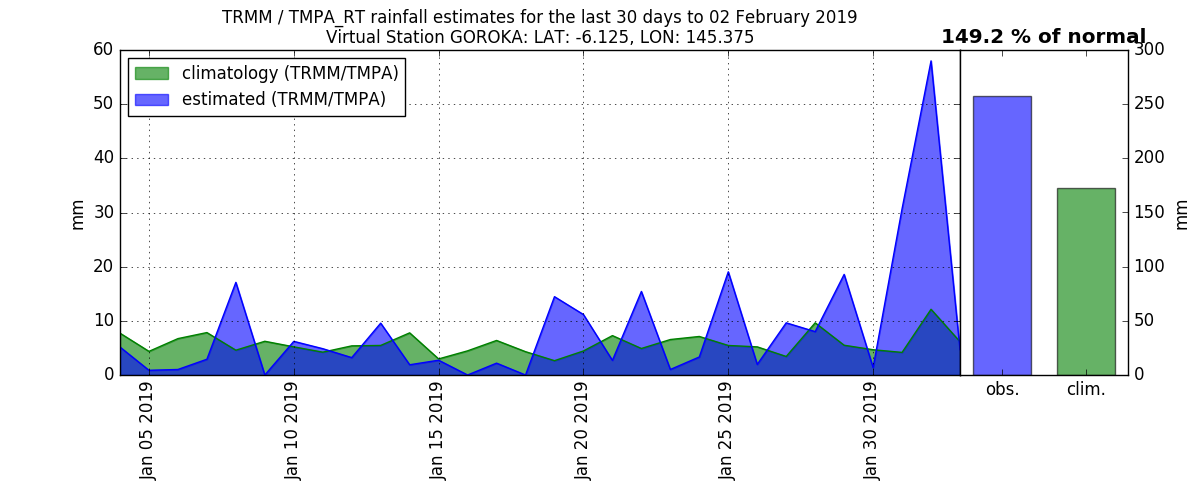 TRMM / TMPA_RT rainfall estimates for the last 30 days to 02 February 2019
Virtual Station GOROKA: LAT: -6.125, LON: 145.375
149.2 % of normal
climatology (TRMM/TMPA)
estimated (TRMM/TMPA)
mm
60
50
40
30
20
10
0
Jan 05 2019
Jan 10 2019
Jan 15 2019
Jan 20 2019
Jan 25 2019
Jan 30 2019
obs.
clim.
300
250
200
150
100
50
0
mm